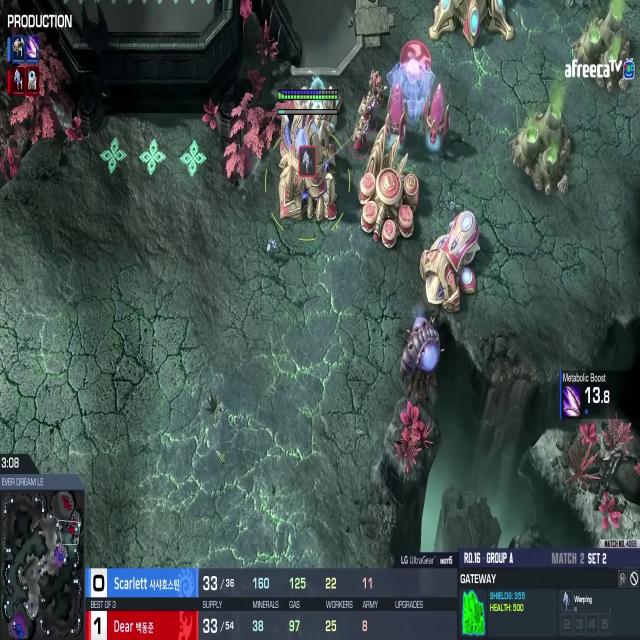 PRODUCTION
afreecaTV
Metabolic Boost
13.8
3:08
EVER DREAM LE
LG UltraGear
HOT6
RO.16 - GROUP A
MATCH 2 SET 2
GATEWAY
SHIELDS: 355
HEALTH: 500
Warping
2 3 4 5
0 Scarlett 사사호스틴 33 / 36 160 125 22 11
BEST OF 3 SUPPLY MINERALS GAS WORKERS ARMY UPGRADES
1 Dear 백동준 33 / 54 38 97 25 8